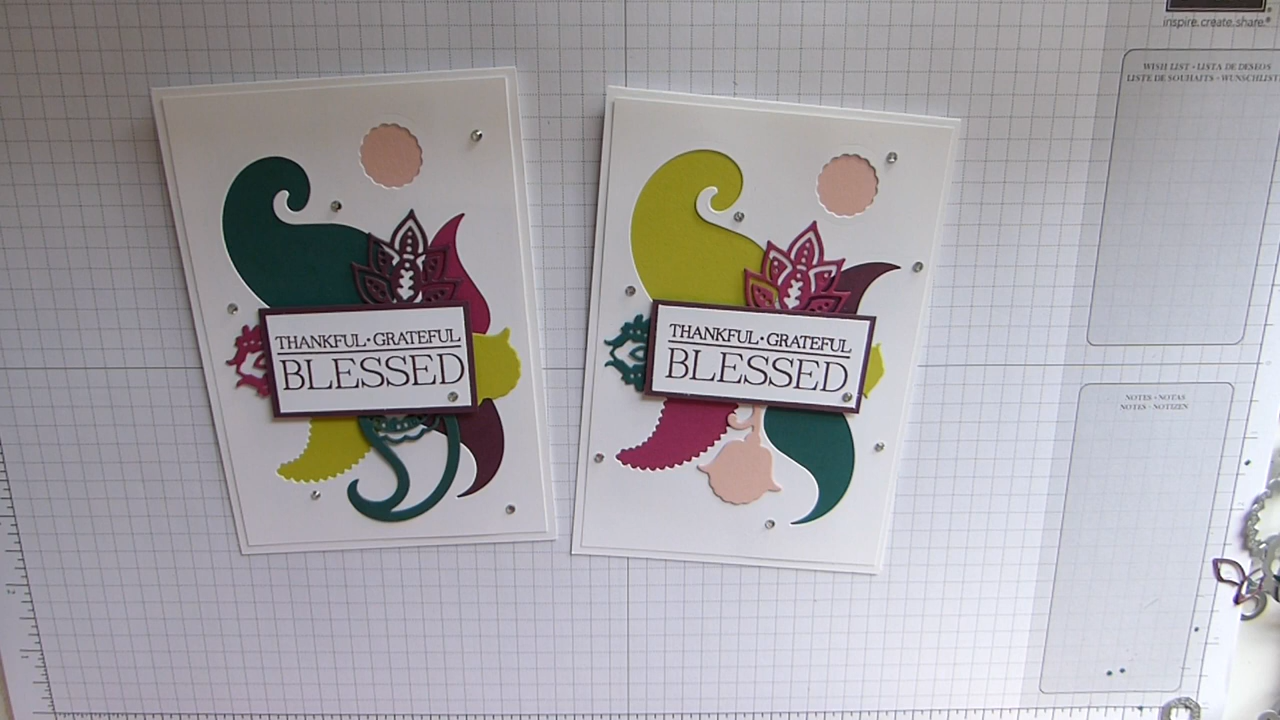 inspire.create.share.®
WISH LIST • LISTA DE DESEOS
LISTE DE SOUHAITS • WUNSCHLIST
THANKFUL•GRATEFUL
BLESSED
THANKFUL•GRATEFUL
BLESSED
NOTES • NOTAS
NOTES • NOTIZEN